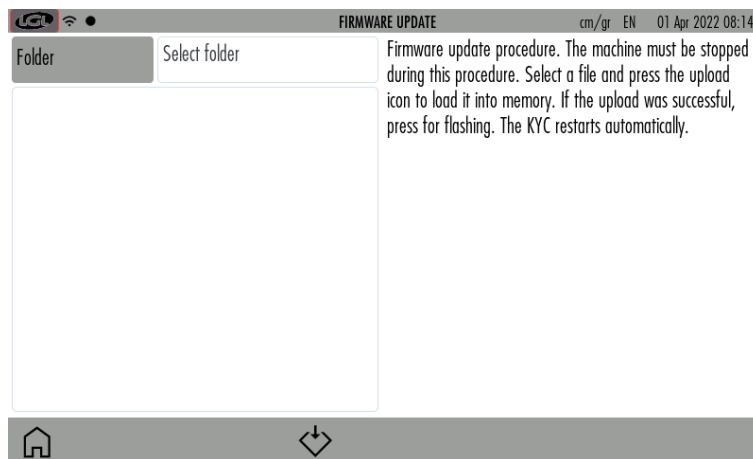 LGL
FIRMWARE UPDATE
cm/gr EN 01 Apr 2022 08:14
Folder
Select folder
Firmware update procedure. The machine must be stopped
during this procedure. Select a file and press the upload
icon to load it into memory. If the upload was successful,
press for flashing. The KYC restarts automatically.